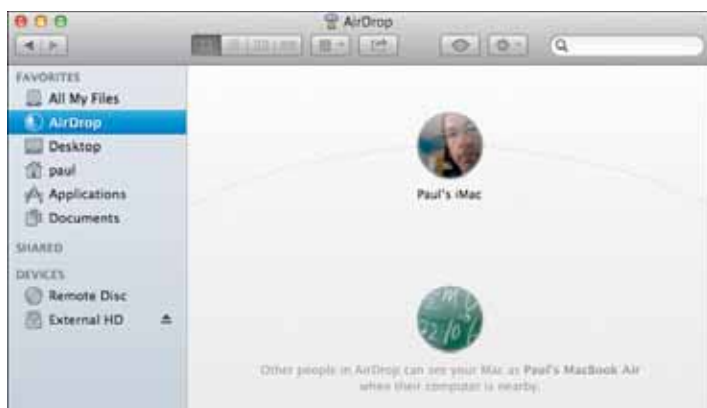 AirDrop
FAVORITES
All My Files
AirDrop
Desktop
paul
Applications
Documents
SHARED
DEVICES
Remote Disc
External HD
Paul's iMac
Other people in AirDrop can see your Mac as Paul's MacBook Air
when their computer is nearby.